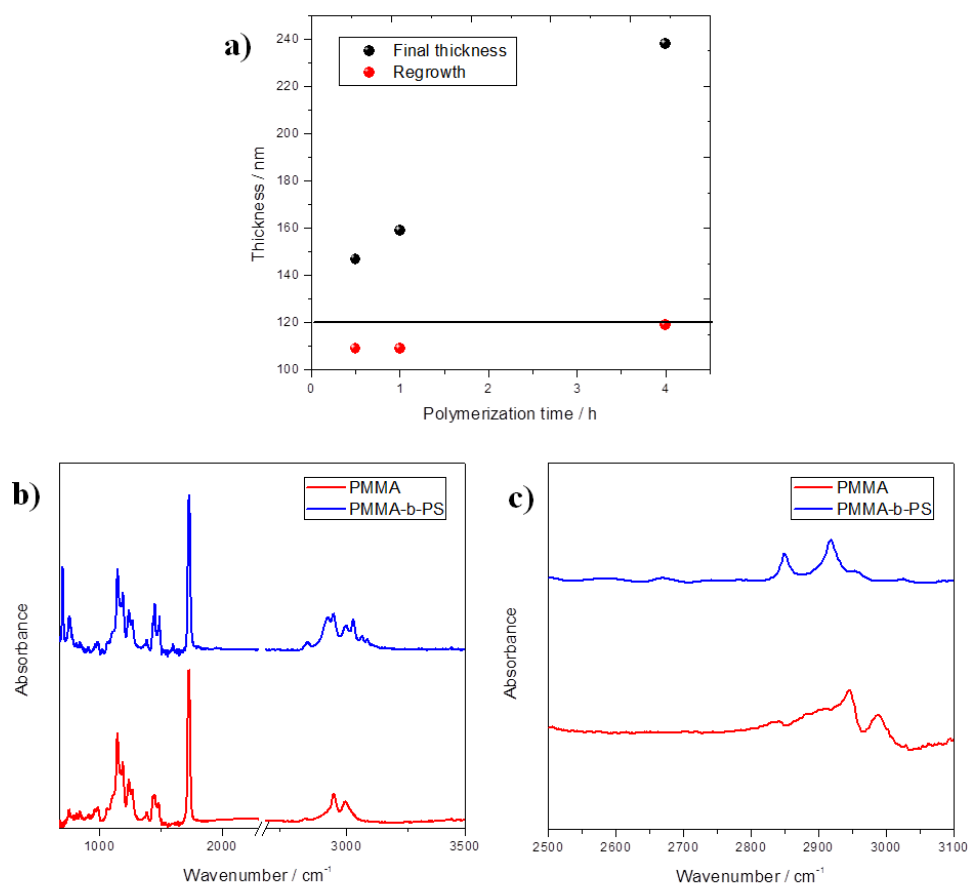 a)
Final thickness
Regrowth
240
220
200
180
160
140
120
100
Thickness / nm
0 1 2 3 4
Polymerization time / h
b)
PMMA
PMMA-b-PS
Absorbance
1000 2000 3000 3500
Wavenumber / cm⁻¹
c)
PMMA
PMMA-b-PS
Absorbance
2500 2600 2700 2800 2900 3000 3100
Wavenumber / cm⁻¹